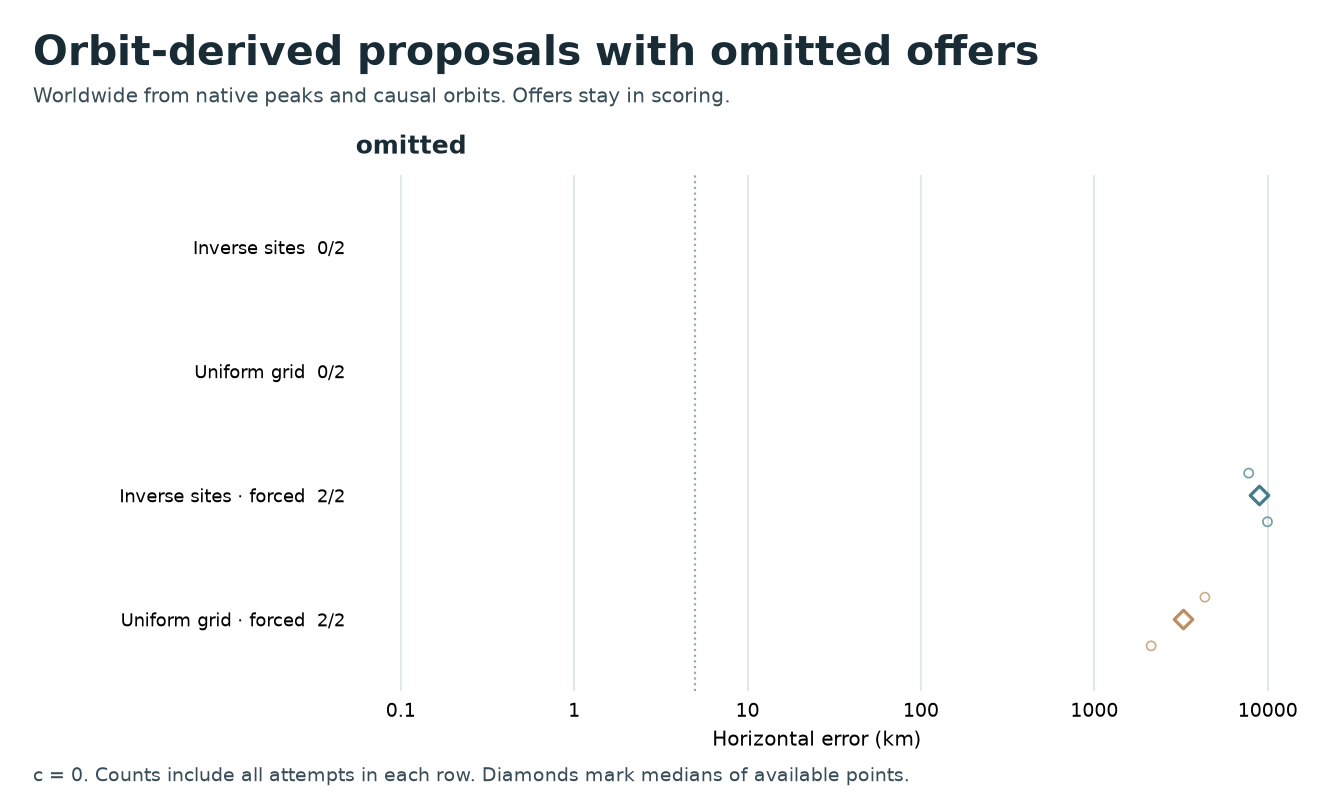 Orbit-derived proposals with omitted offers
Worldwide from native peaks and causal orbits. Offers stay in scoring.
omitted
Inverse sites 0/2
Uniform grid 0/2
Inverse sites · forced 2/2
Uniform grid · forced 2/2
0.1 1 10 100 1000 10000
Horizontal error (km)
c = 0. Counts include all attempts in each row. Diamonds mark medians of available points.